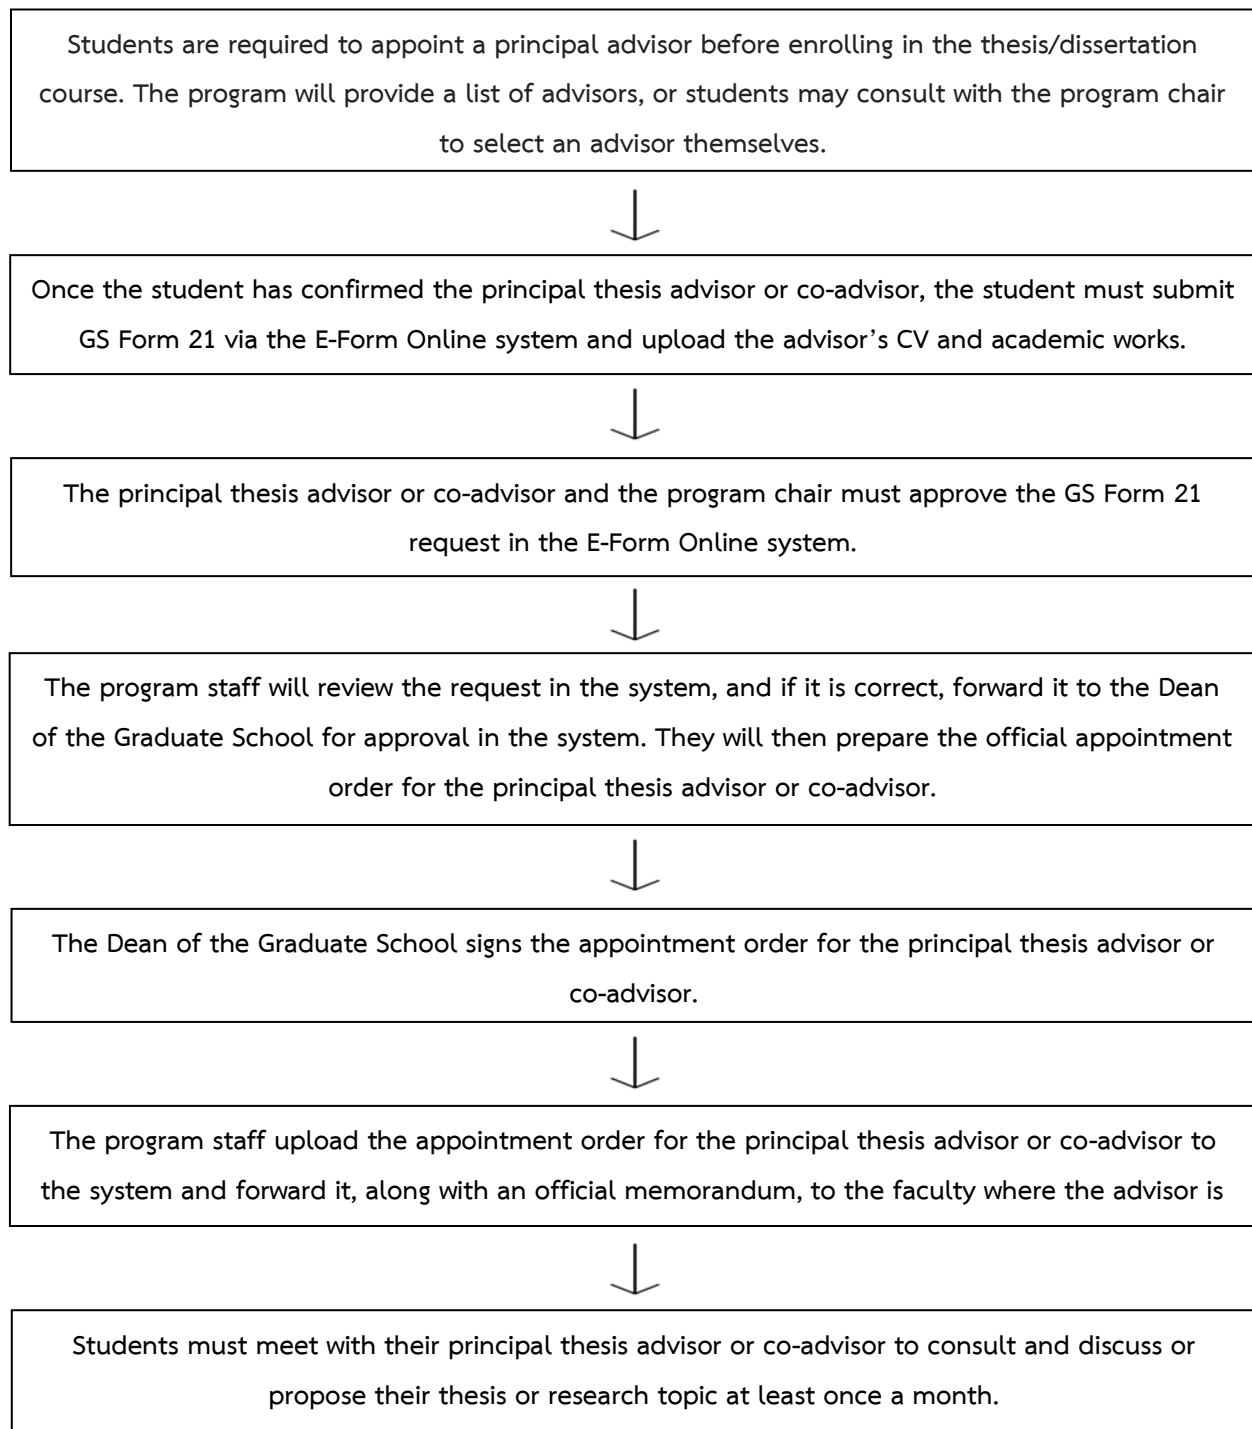 Students are required to appoint a principal advisor before enrolling in the thesis/dissertation
course. The program will provide a list of advisors, or students may consult with the program chair
to select an advisor themselves.
Once the student has confirmed the principal thesis advisor or co-advisor, the student must submit
GS Form 21 via the E-Form Online system and upload the advisor's CV and academic works.
The principal thesis advisor or co-advisor and the program chair must approve the GS Form 21
request in the E-Form Online system.
The program staff will review the request in the system, and if it is correct, forward it to the Dean
of the Graduate School for approval in the system. They will then prepare the official appointment
order for the principal thesis advisor or co-advisor.
The Dean of the Graduate School signs the appointment order for the principal thesis advisor or
co-advisor.
The program staff upload the appointment order for the principal thesis advisor or co-advisor to
the system and forward it, along with an official memorandum, to the faculty where the advisor is
Students must meet with their principal thesis advisor or co-advisor to consult and discuss or
propose their thesis or research topic at least once a month.